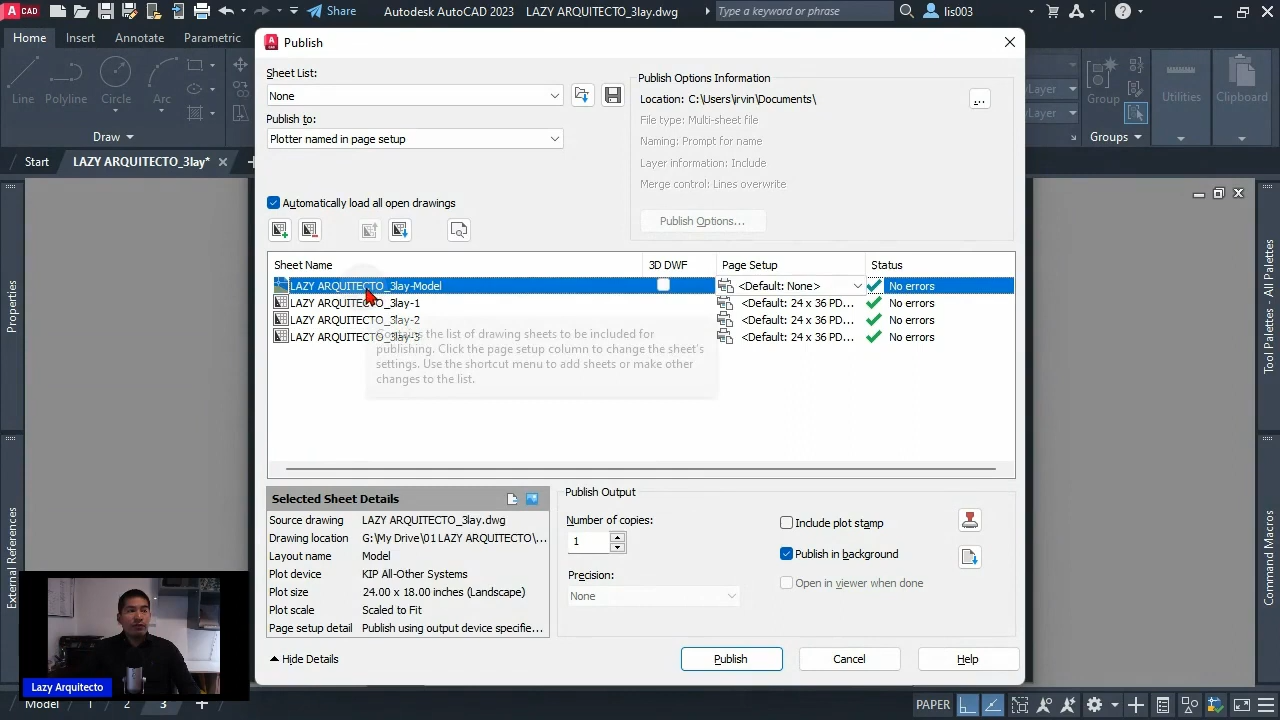 CAD
Share
Autodesk AutoCAD 2023
LAZY ARQUITECTO_3lay.dwg
Type a keyword or phrase
lis003
Home
Insert
Annotate
Parametric
Publish
Line
Polyline
Circle
Arc
Draw
Group
Groups
Utilities
Clipboard
Start
LAZY ARQUITECTO_3lay*
Sheet List:
None
Publish to:
Plotter named in page setup
Automatically load all open drawings
Publish Options Information
Location: C:\Users\irvin\Documents\
...
File type: Multi-sheet file
Naming: Prompt for name
Layer information: Include
Merge control: Lines overwrite
Publish Options...
Sheet Name
3D DWF
Page Setup
Status
LAZY ARQUITECTO_3lay-Model
<Default: None>
No errors
LAZY ARQUITECTO_3lay-1
<Default: 24 x 36 PD...
No errors
LAZY ARQUITECTO_3lay-2
<Default: 24 x 36 PD...
No errors
LAZY ARQUITECTO_3lay-3
<Default: 24 x 36 PD...
No errors
Contains the list of drawing sheets to be included for
publishing. Click the page setup column to change the sheet's
settings. Use the shortcut menu to add sheets or make other
changes to the list.
Selected Sheet Details
Source drawing LAZY ARQUITECTO_3lay.dwg
Drawing location G:\My Drive\01 LAZY ARQUITECTO\...
Layout name Model
Plot device KIP All-Other Systems
Plot size 24.00 x 18.00 inches (Landscape)
Plot scale Scaled to Fit
Page setup detail Publish using output device specifie...
Hide Details
Publish Output
Number of copies:
1
Precision:
None
Include plot stamp
Publish in background
Open in viewer when done
Publish
Cancel
Help
Properties
External References
Tool Palettes - All Palettes
Command Macros
Lazy Arquitecto
Model
1
2
3
PAPER